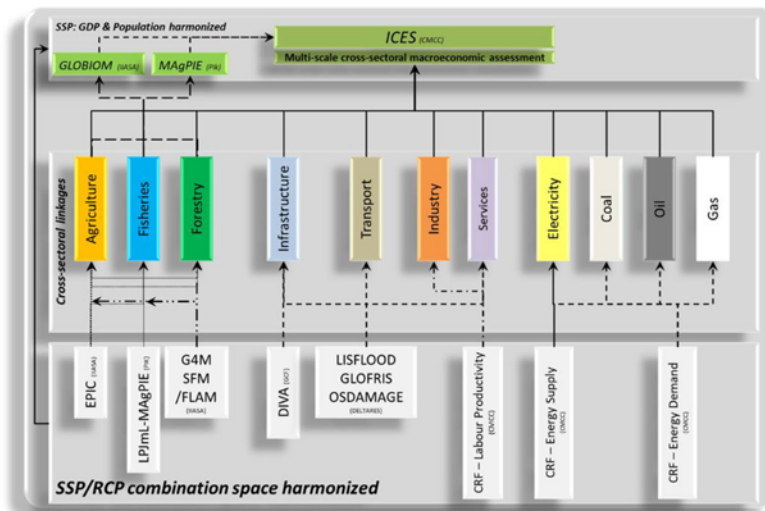 SSP: GDP & Population harmonized
ICES (CMCC)
Multi-scale cross-sectoral macroeconomic assessment
GLOBIOM (IIASA)
MAgPIE (PIk)
Cross-sectoral linkages
Agriculture
Fisheries
Forestry
Infrastructure
Transport
Industry
Services
Electricity
Coal
Oil
Gas
EPIC (IIASA)
LPJmL-MAgPIE (PIK)
G4M
SFM
/FLAM
(IIASA)
DIVA (GCF)
LISFLOOD
GLOFRIS
OSDAMAGE
(DELTARES)
CRF – Labour Productivity
(CMCC)
CRF – Energy Supply
(CMCC)
CRF – Energy Demand
(CMCC)
SSP/RCP combination space harmonized